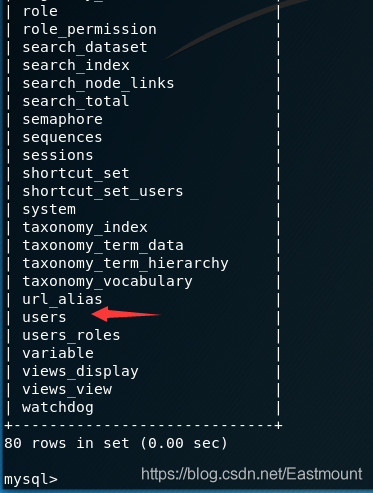 | role |
| role_permission |
| search_dataset |
| search_index |
| search_node_links |
| search_total |
| semaphore |
| sequences |
| sessions |
| shortcut_set |
| shortcut_set_users |
| system |
| taxonomy_index |
| taxonomy_term_data |
| taxonomy_term_hierarchy |
| taxonomy_vocabulary |
| url_alias |
| users |
| users_roles |
| variable |
| views_display |
| views_view |
| watchdog |
+-----------------------------+
80 rows in set (0.00 sec)
mysql>
https://blog.csdn.net/Eastmount